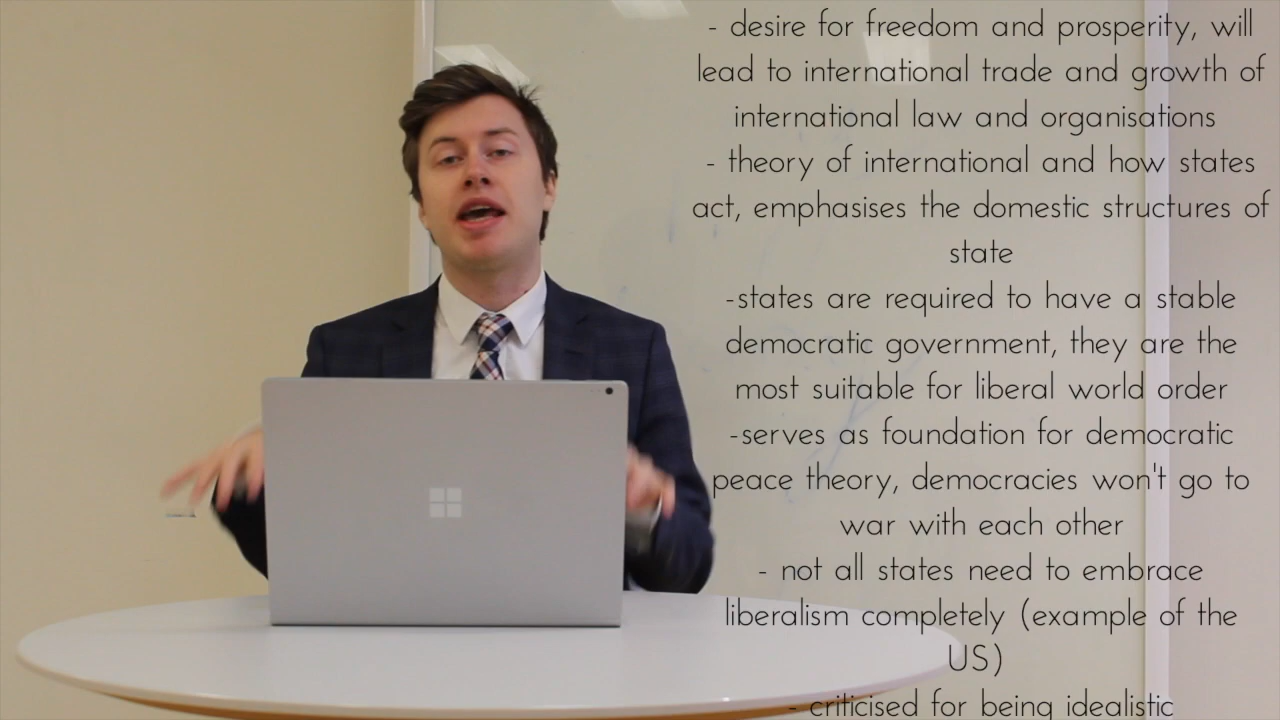 - desire for freedom and prosperity, will
lead to international trade and growth of
international law and organisations
- theory of international and how states
act, emphasises the domestic structures of
state
-states are required to have a stable
democratic government, they are the
most suitable for liberal world order
-serves as foundation for democratic
peace theory, democracies won't go to
war with each other
- not all states need to embrace
liberalism completely (example of the
US)
- criticised for being idealistic